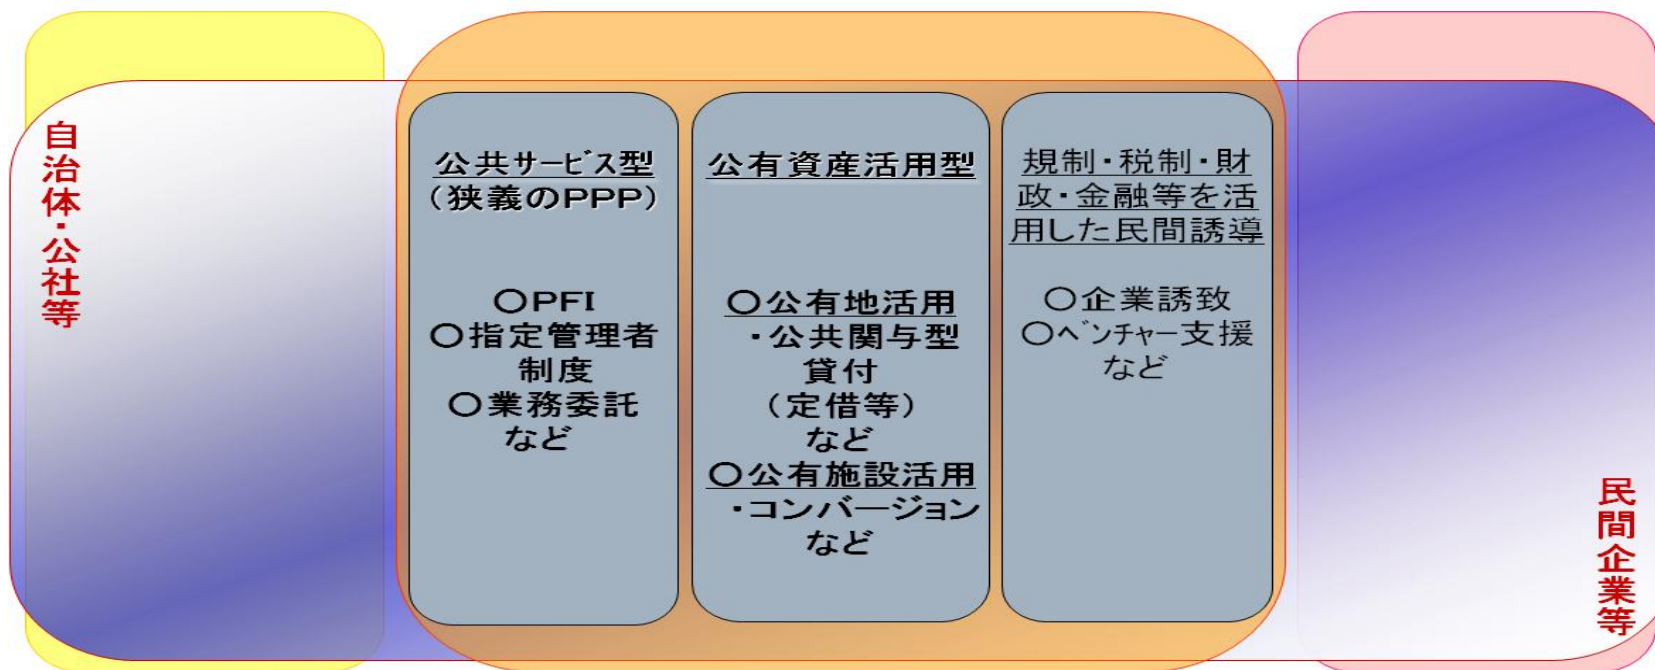 自治体・公社等
公共サービス型
(狭義のPPP)
○PFI
○指定管理者
制度
○業務委託
など
公有資産活用型
○公有地活用
・公共関与型
貸付
(定借等)
など
○公有施設活用
・コンバージョン
など
規制・税制・財
政・金融等を活
用した民間誘導
○企業誘致
○ベンチャー支援
など
民間企業等